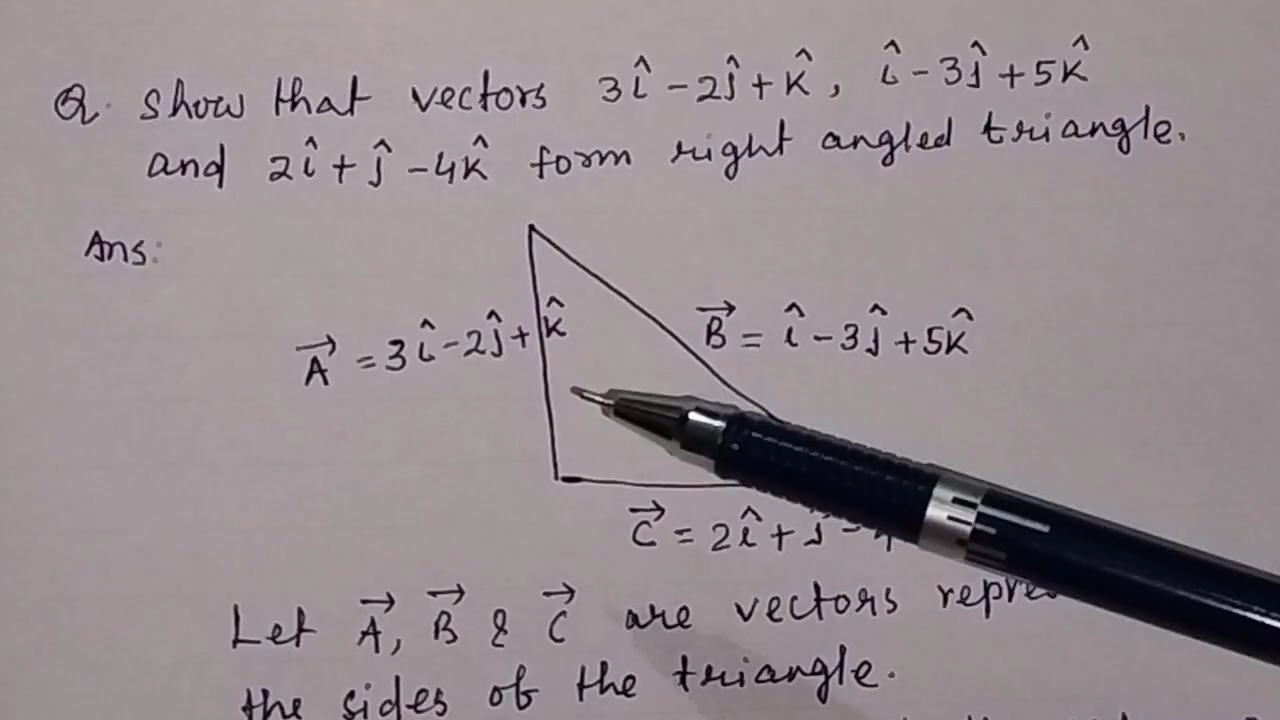 Q. show that vectors 3î - 2ĵ + k̂, î - 3ĵ + 5k̂
and 2î + ĵ - 4k̂ form right angled triangle.
Ans:
A⃗ = 3î - 2ĵ + k̂
B⃗ = î - 3ĵ + 5k̂
C⃗ = 2î + ĵ -
Let A⃗, B⃗ & C⃗ are vectors
the sides of the triangle.